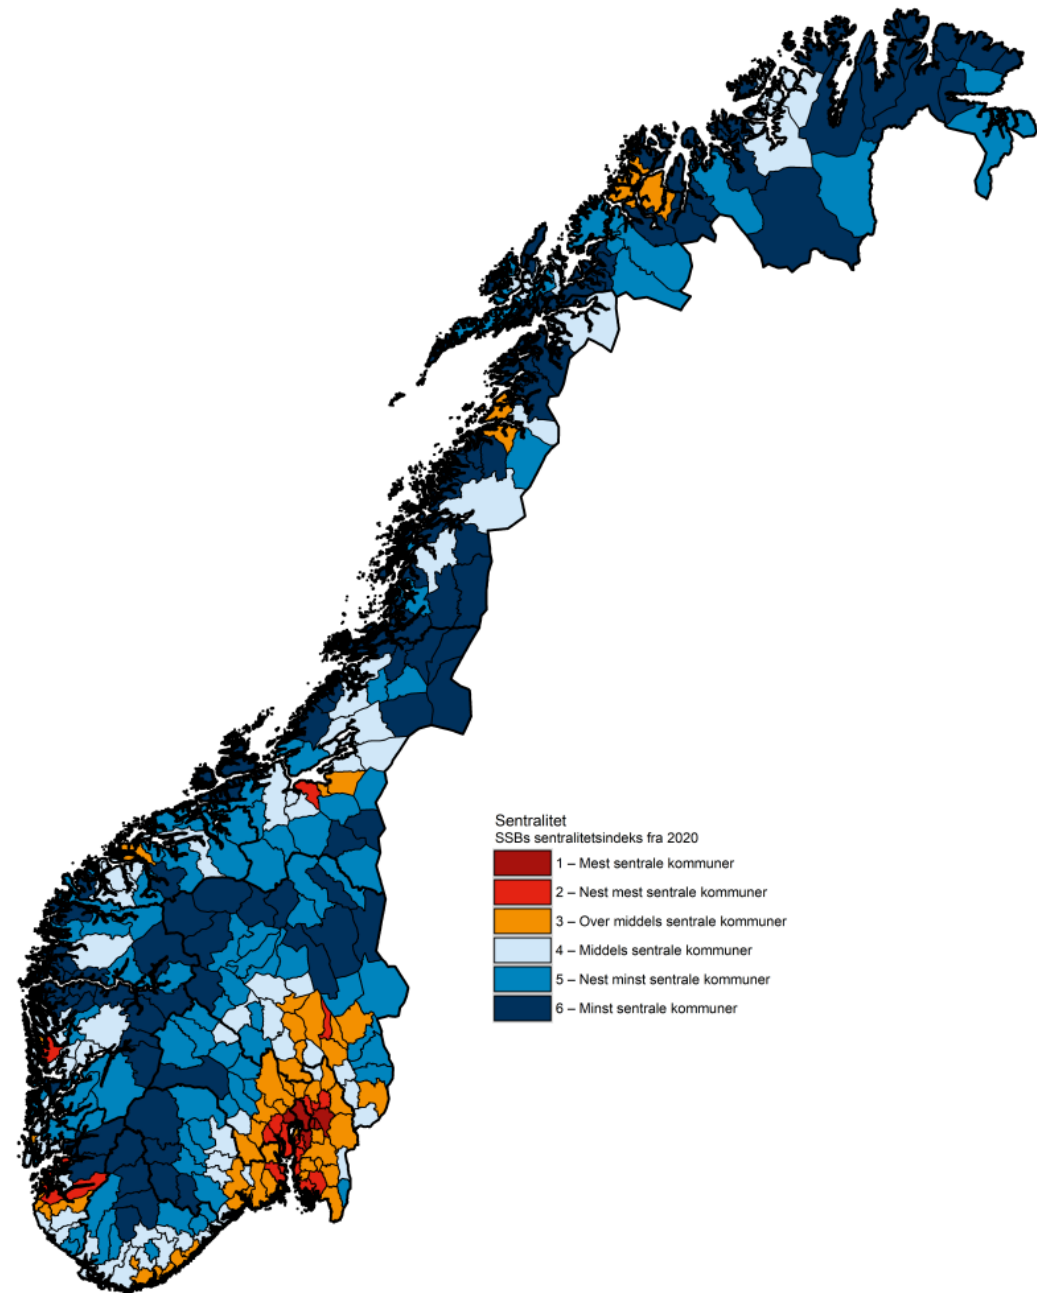 Sentralitet
SSBs sentralitetsindeks fra 2020
1 – Mest sentrale kommuner
2 – Nest mest sentrale kommuner
3 – Over middels sentrale kommuner
4 – Middels sentrale kommuner
5 – Nest minst sentrale kommuner
6 – Minst sentrale kommuner